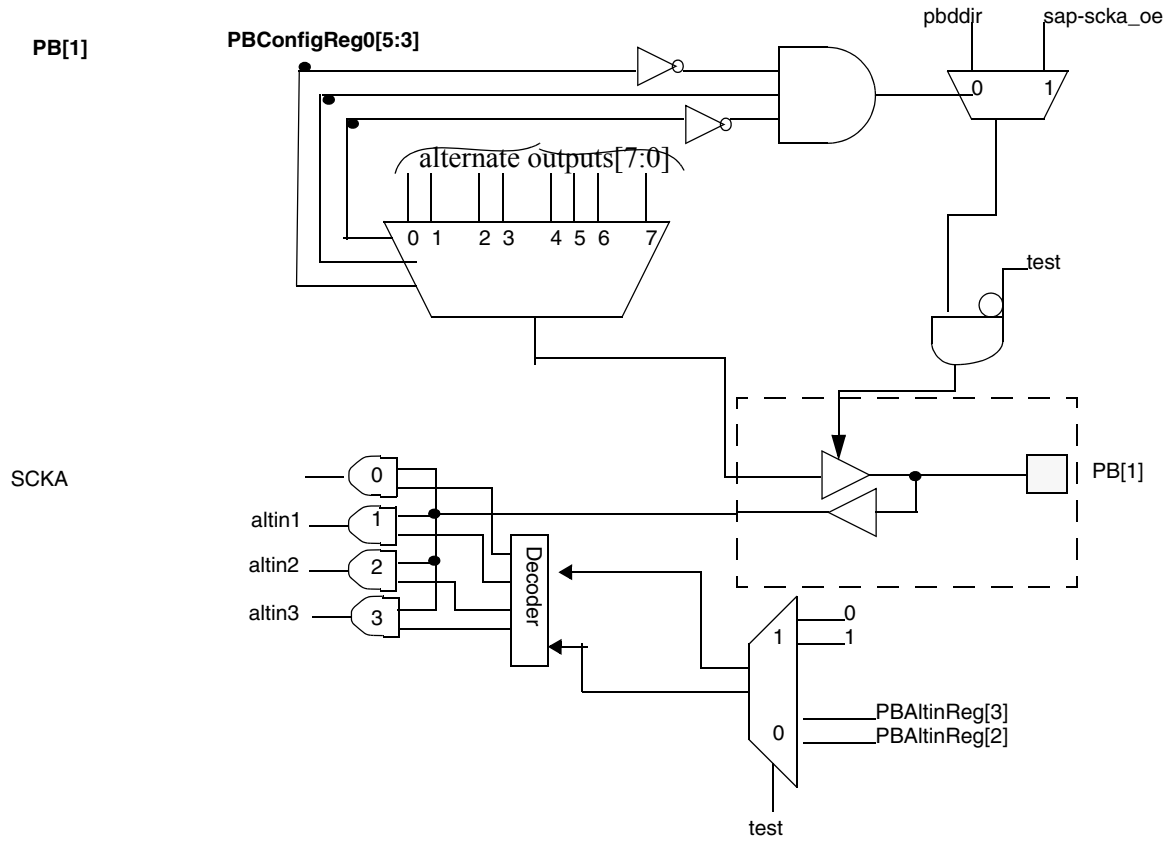 pbddir sap-scka_oe
PB[1] PBConfigReg0[5:3]
0 1
alternate outputs[7:0]
0 1 2 3 4 5 6 7
test
SCKA
0
PB[1]
altin1 1
altin2 2
altin3 3
Decoder
1
0
1
0
PBAltinReg[3]
PBAltinReg[2]
test